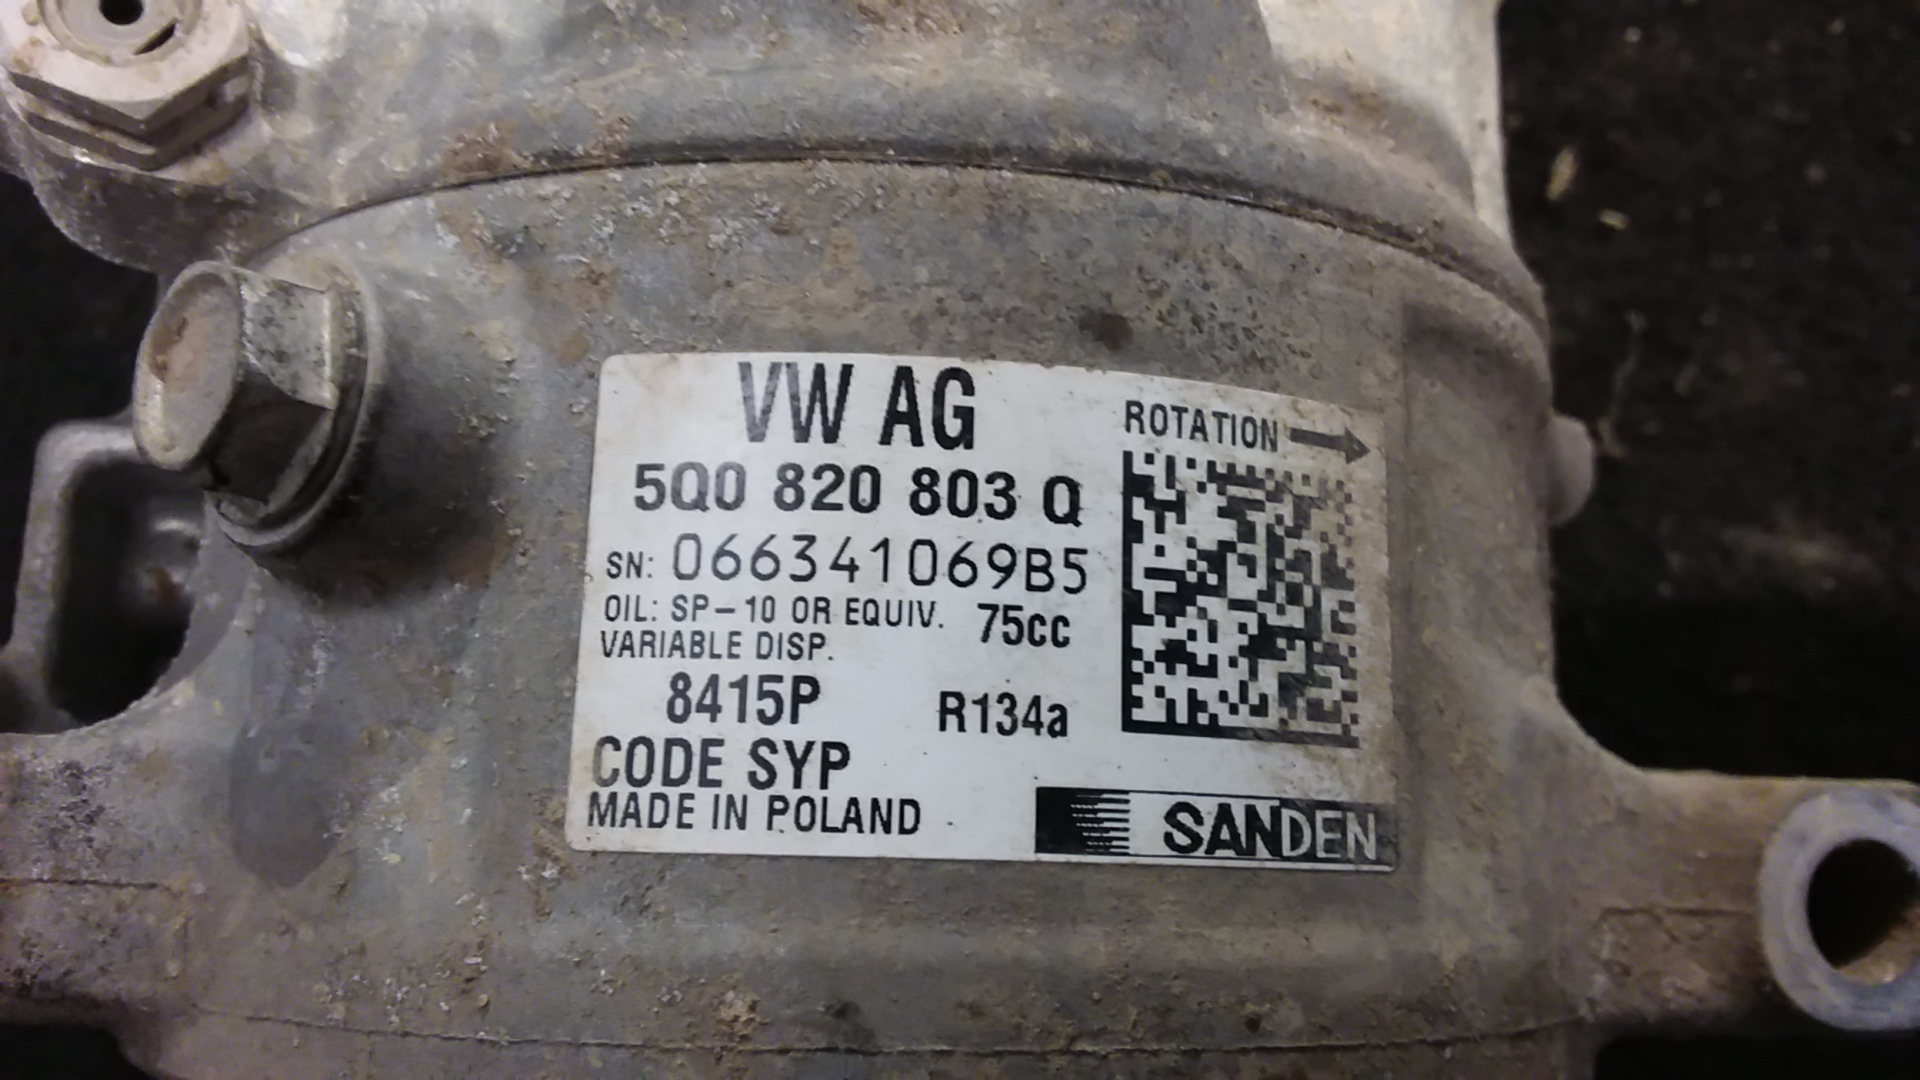 VW AG
ROTATION
5Q0 820 803 Q
SN: 066341069B5
OIL: SP-10 OR EQUIV. 75cc
VARIABLE DISP.
8415P R134a
CODE SYP
MADE IN POLAND
SANDEN